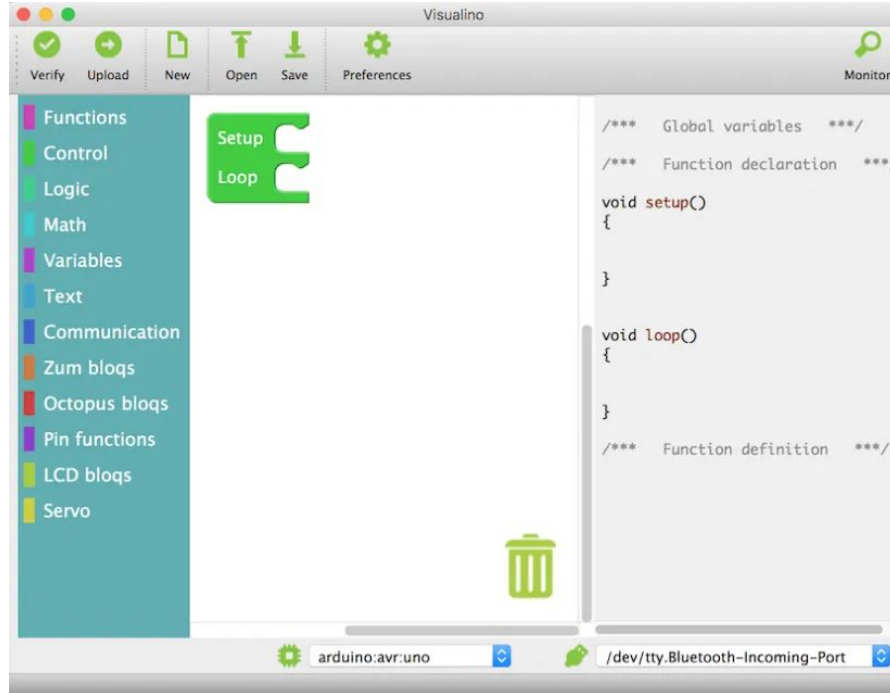 Visualino
Verify Upload New Open Save Preferences Monitor
Functions
Control
Logic
Math
Variables
Text
Communication
Zum bloqs
Octopus bloqs
Pin functions
LCD bloqs
Servo
Setup
Loop
/*** Global variables ***/
/*** Function declaration ***
void setup()
{
}
void loop()
{
}
/*** Function definition ***/
arduino:avr:uno
/dev/tty.Bluetooth-Incoming-Port